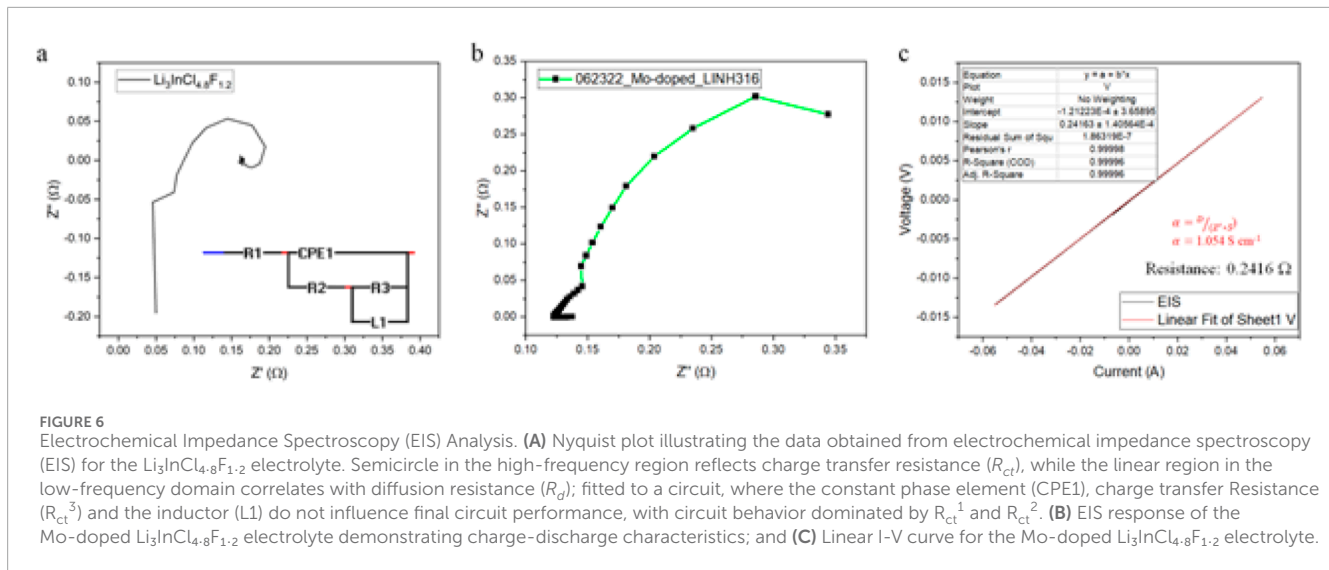 a
b
c
Li₃InCl₄.₈F₁.₂
0.10
0.05
0.00
-0.05
-0.10
-0.15
-0.20
Z'' (Ω)
R1
CPE1
R2
R3
L1
0.00 0.05 0.10 0.15 0.20 0.25 0.30 0.35 0.40
Z' (Ω)
0.35
0.30
0.25
0.20
0.15
0.10
0.05
0.00
Z'' (Ω)
062322_Mo-doped_LINH316
0.10 0.15 0.20 0.25 0.30 0.35
Z'' (Ω)
0.015
0.010
0.005
0.000
-0.005
-0.010
-0.015
Voltage (V)
Equation y = a + b*x
Plot V
Weight No Weighting
Intercept -1.21223E-4 ± 3.65895
Slope 0.24163 ± 1.40564E-4
Residual Sum of Squ 1.86319E-7
Pearson's r 0.99998
R-Square (COD) 0.99996
Adj. R-Square 0.99996
α = 1.054 S cm⁻¹
Resistance: 0.2416 Ω
EIS
Linear Fit of Sheet1 V
-0.06 -0.04 -0.02 0.00 0.02 0.04 0.06
Current (A)
FIGURE 6
Electrochemical Impedance Spectroscopy (EIS) Analysis. (A) Nyquist plot illustrating the data obtained from electrochemical impedance spectroscopy
(EIS) for the Li₃InCl₄.₈F₁.₂ electrolyte. Semicircle in the high-frequency region reflects charge transfer resistance (Rct), while the linear region in the
low-frequency domain correlates with diffusion resistance (Rd); fitted to a circuit, where the constant phase element (CPE1), charge transfer Resistance
(Rct³) and the inductor (L1) do not influence final circuit performance, with circuit behavior dominated by Rct¹ and Rct². (B) EIS response of the
Mo-doped Li₃InCl₄.₈F₁.₂ electrolyte demonstrating charge-discharge characteristics; and (C) Linear I-V curve for the Mo-doped Li₃InCl₄.₈F₁.₂ electrolyte.